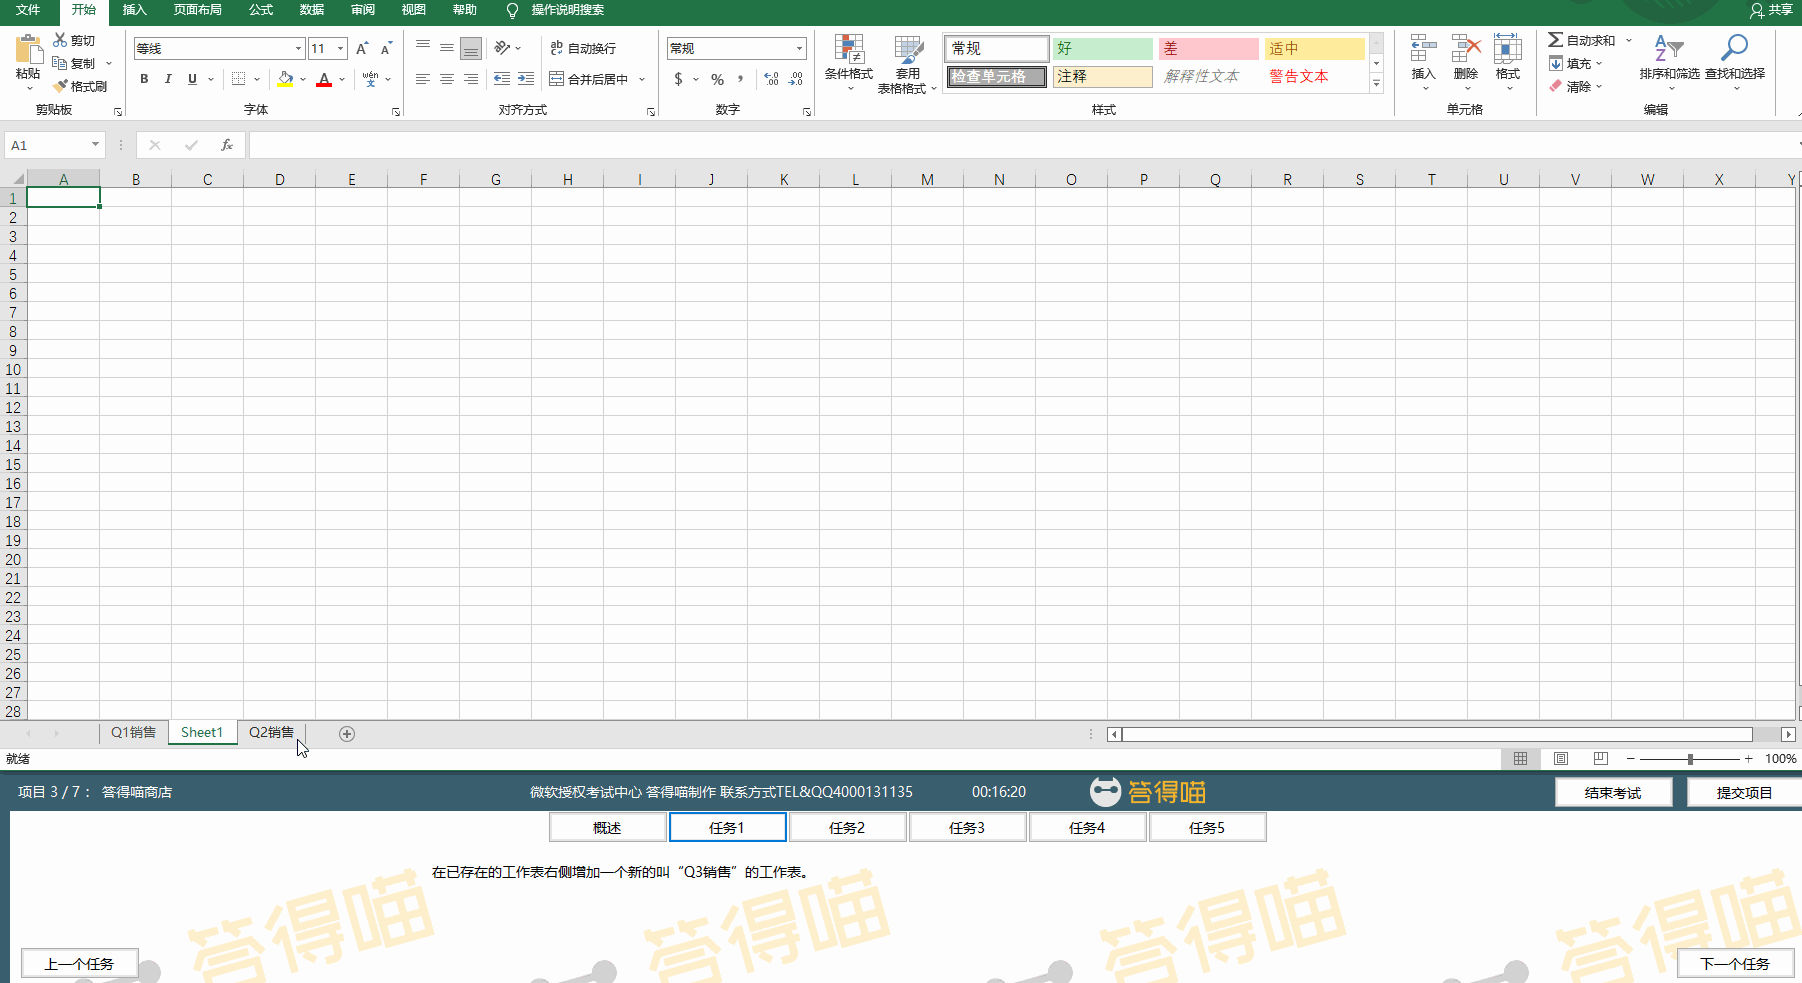 文件 开始 插入 页面布局 公式 数据 审阅 视图 帮助 操作说明搜索 共享
剪切 等线 11 A A ab 自动换行 常规 常规 好 差 适中 自动求和
粘贴 复制 条件格式 套用 表格格式 插入 删除 格式 填充 排序和筛选 查找和选择
格式刷 B I U A wén 文 合并后居中 $ % , 检查单元格 注释 解释性文本 警告文本 清除
剪贴板 字体 对齐方式 数字 样式 单元格 编辑
A1 fx
A B C D E F G H I J K L M N O P Q R S T U V W X Y
1
2
3
4
5
6
7
8
9
10
11
12
13
14
15
16
17
18
19
20
21
22
23
24
25
26
27
28
Q1销售 Sheet1 Q2销售
就绪 100%
项目 3 / 7 : 答得喵商店 微软授权考试中心 答得喵制作 联系方式TEL&QQ4000131135 00:16:20 答得喵 结束考试 提交项目
概述 任务1 任务2 任务3 任务4 任务5
在已存在的工作表右侧增加一个新的叫“Q3销售”的工作表。
答得喵 答得喵 答得喵 答得喵
上一个任务 下一个任务